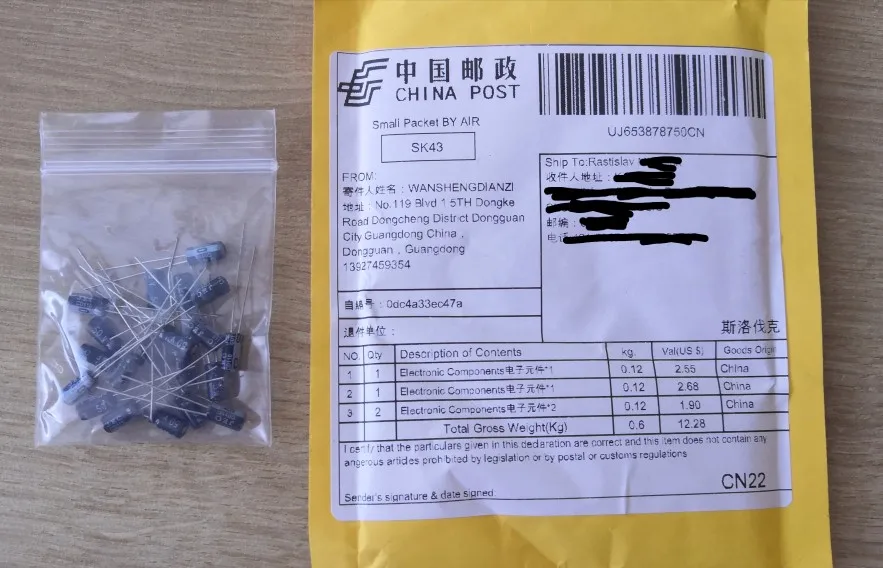 中国邮政
CHINA POST
Small Packet BY AIR
SK43
UJ653878750CN
FROM:
寄件人姓名：WANSHENGDIANZI
地址：No.119 Blvd 1 5TH Dongke
Road Dongcheng District Dongguan
City Guangdong China ,
Dongguan , Guangdong
13927459354
Ship To:Rastislav
收件人地址：
邮编：
电话
自编号：0dc4a33ec47a
退件单位：
斯洛伐克
NO. Qty Description of Contents kg. Val(US $) Goods Origin
1 1 Electronic Components电子元件*1 0.12 2.55 China
2 1 Electronic Components电子元件*1 0.12 2.68 China
3 2 Electronic Components电子元件*2 0.12 1.90 China
Total Gross Weight(Kg) 0.6 12.28
I certify that the particulars given in this declaration are correct and this item does not contain any
angerous articles prohibited by legislation or by postal or customs regulations
Sender's signature & date signed:
CN22